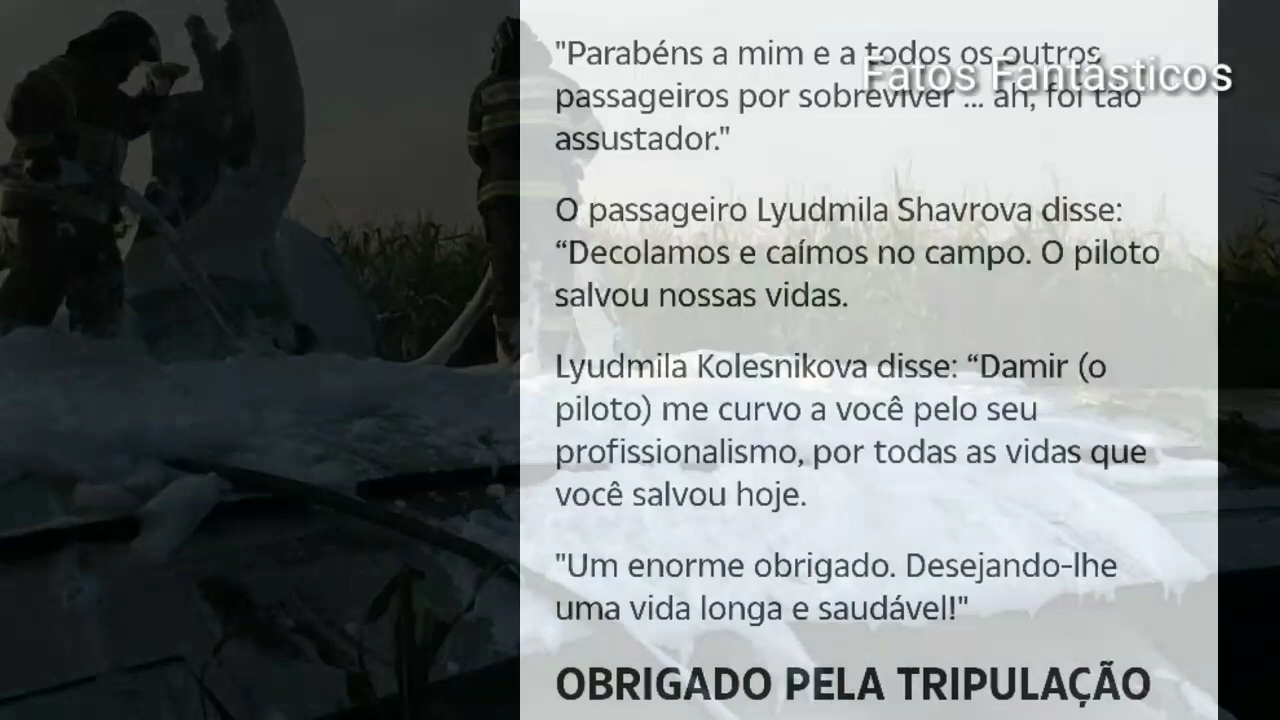 Fatos Fantásticos
"Parabéns a mim e a todos os outros
passageiros por sobreviver ... ah, foi tão
assustador."
O passageiro Lyudmila Shavrova disse:
“Decolamos e caímos no campo. O piloto
salvou nossas vidas.
Lyudmila Kolesnikova disse: “Damir (o
piloto) me curvo a você pelo seu
profissionalismo, por todas as vidas que
você salvou hoje.
"Um enorme obrigado. Desejando-lhe
uma vida longa e saudável!"
OBRIGADO PELA TRIPULAÇÃO